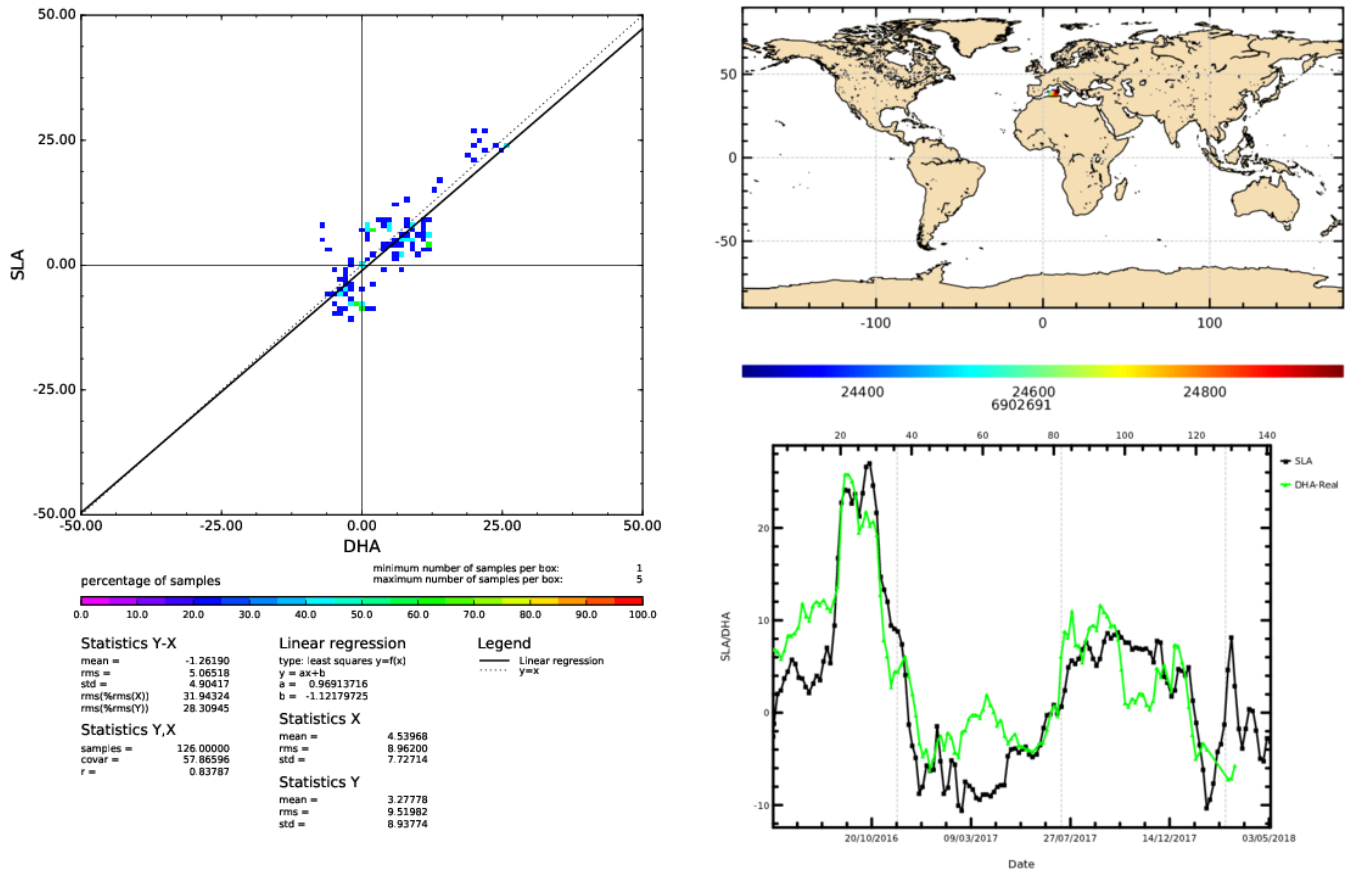 50.00
25.00
0.00
-25.00
-50.00
SLA
-50.00 -25.00 0.00 25.00 50.00
DHA
percentage of samples
minimum number of samples per box: 1
maximum number of samples per box: 5
0.0 10.0 20.0 30.0 40.0 50.0 60.0 70.0 80.0 90.0 100.0
Statistics Y-X
mean = -1.26190
rms = 5.06518
std = 4.90417
rms(%rms(X)) 31.94324
rms(%rms(Y)) 28.30945
Statistics Y,X
samples = 126.00000
covar = 57.86596
r = 0.83787
Linear regression
type: least squares y=f(x)
y = ax+b
a = 0.96913716
b = -1.12179725
Statistics X
mean = 4.53968
rms = 8.96200
std = 7.72714
Statistics Y
mean = 3.27778
rms = 9.51982
std = 8.93774
Legend
Linear regression
y=x
50
0
-50
-100 0 100
24400 24600 24800
6902691
20 40 60 80 100 120 140
SLA
DHA-Real
20
10
0
-10
SLA/DHA
20/10/2016 09/03/2017 27/07/2017 14/12/2017 03/05/2018
Date